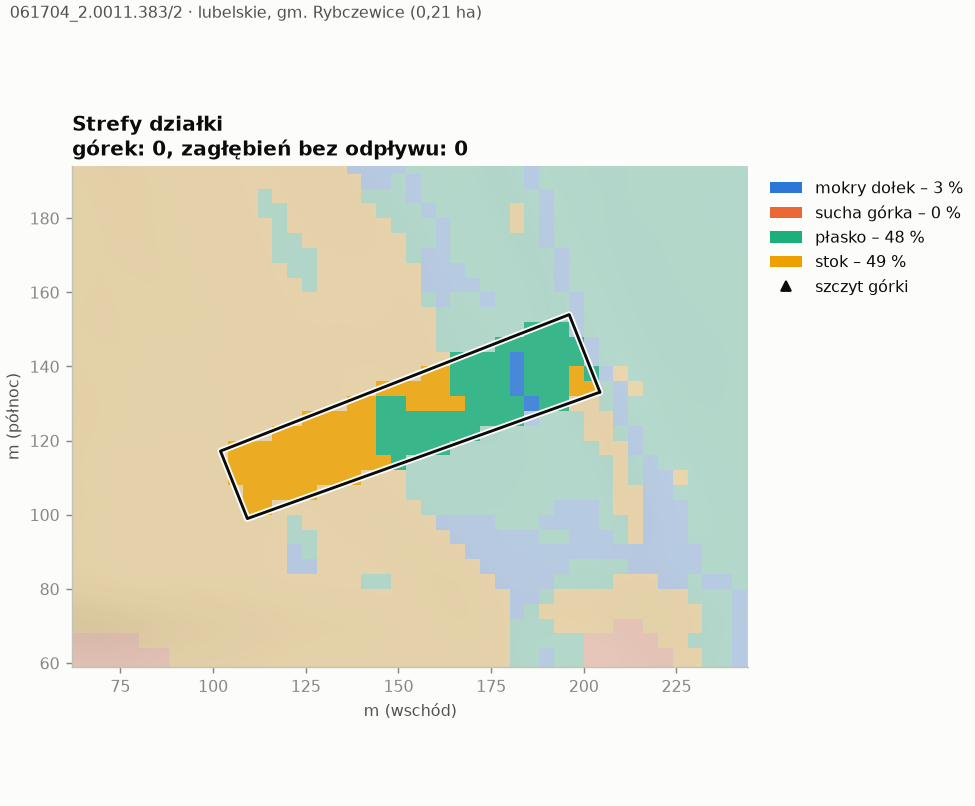 061704_2.0011.383/2 · lubelskie, gm. Rybczewice (0,21 ha)
Strefy działki
górek: 0, zagłębień bez odpływu: 0
mokry dołek – 3 %
sucha górka – 0 %
płasko – 48 %
stok – 49 %
szczyt górki
m (północ)
180
160
140
120
100
80
60
75 100 125 150 175 200 225
m (wschód)